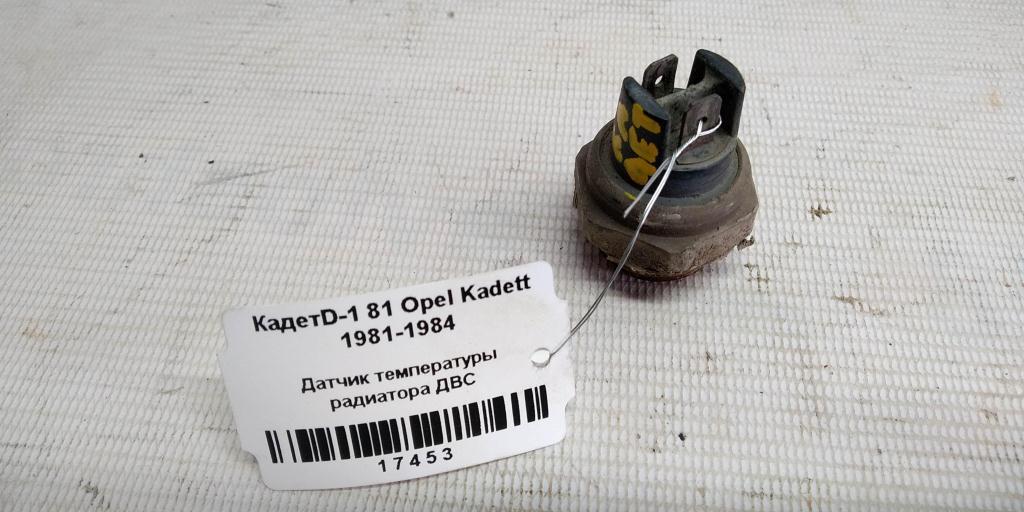 КадетD-1 81 Opel Kadett
1981-1984
Датчик температуры
радиатора ДВС
17453